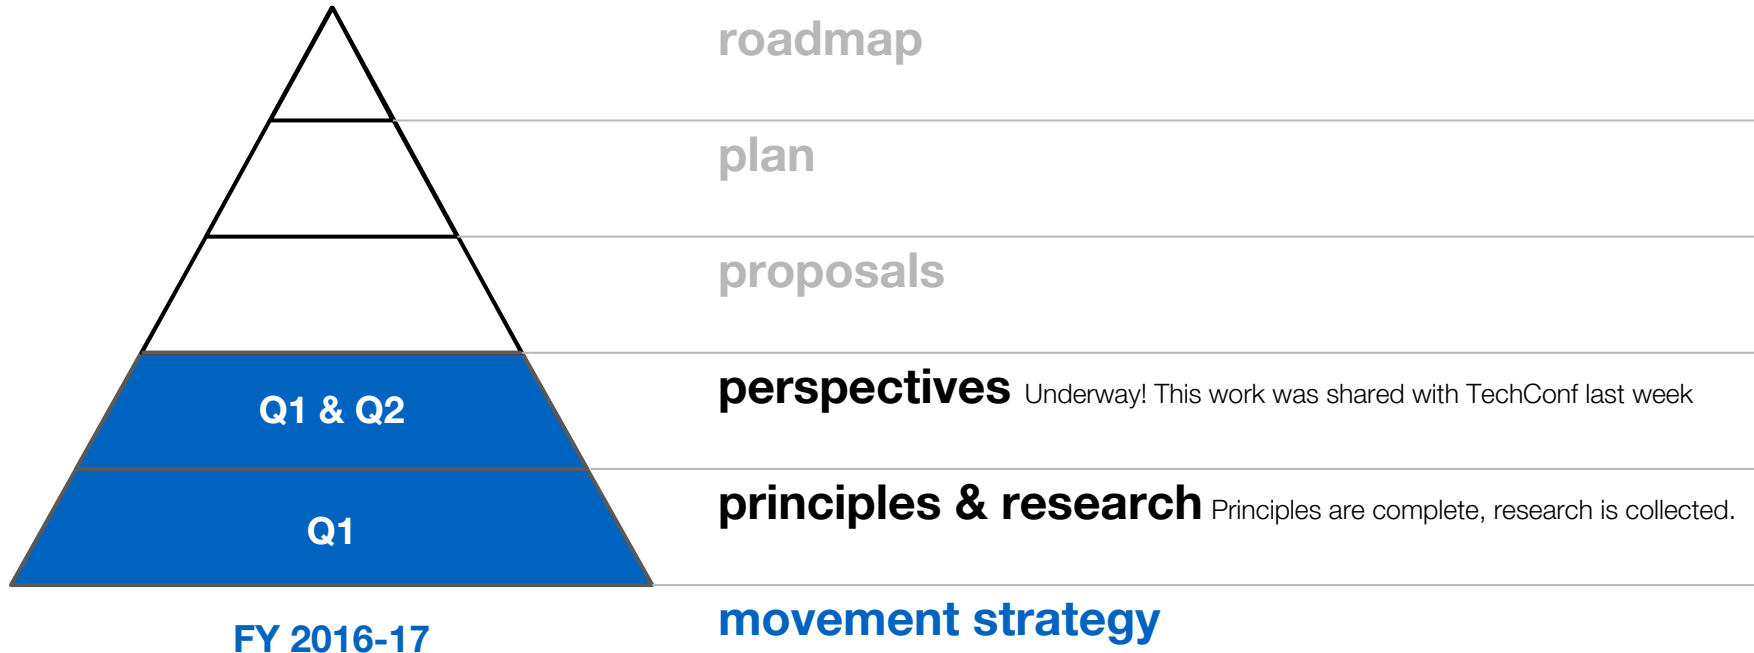 roadmap
plan
proposals
Q1 & Q2
perspectives Underway! This work was shared with TechConf last week
Q1
principles & research Principles are complete, research is collected.
FY 2016-17
movement strategy